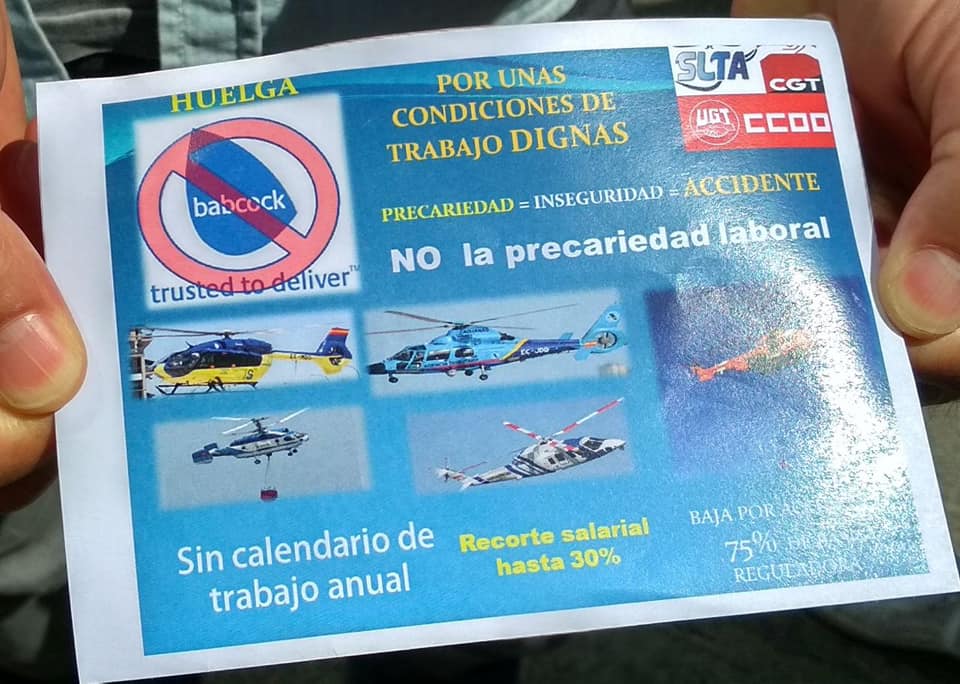 HUELGA
babcock
trusted to deliver™
POR UNAS
CONDICIONES DE
TRABAJO DIGNAS
SLTA
CGT
UGT
CCOO
PRECARIEDAD = INSEGURIDAD = ACCIDENTE
NO la precariedad laboral
Sin calendario de
trabajo anual
Recorte salarial
hasta 30%
BAJA POR
75%
REGULADORA